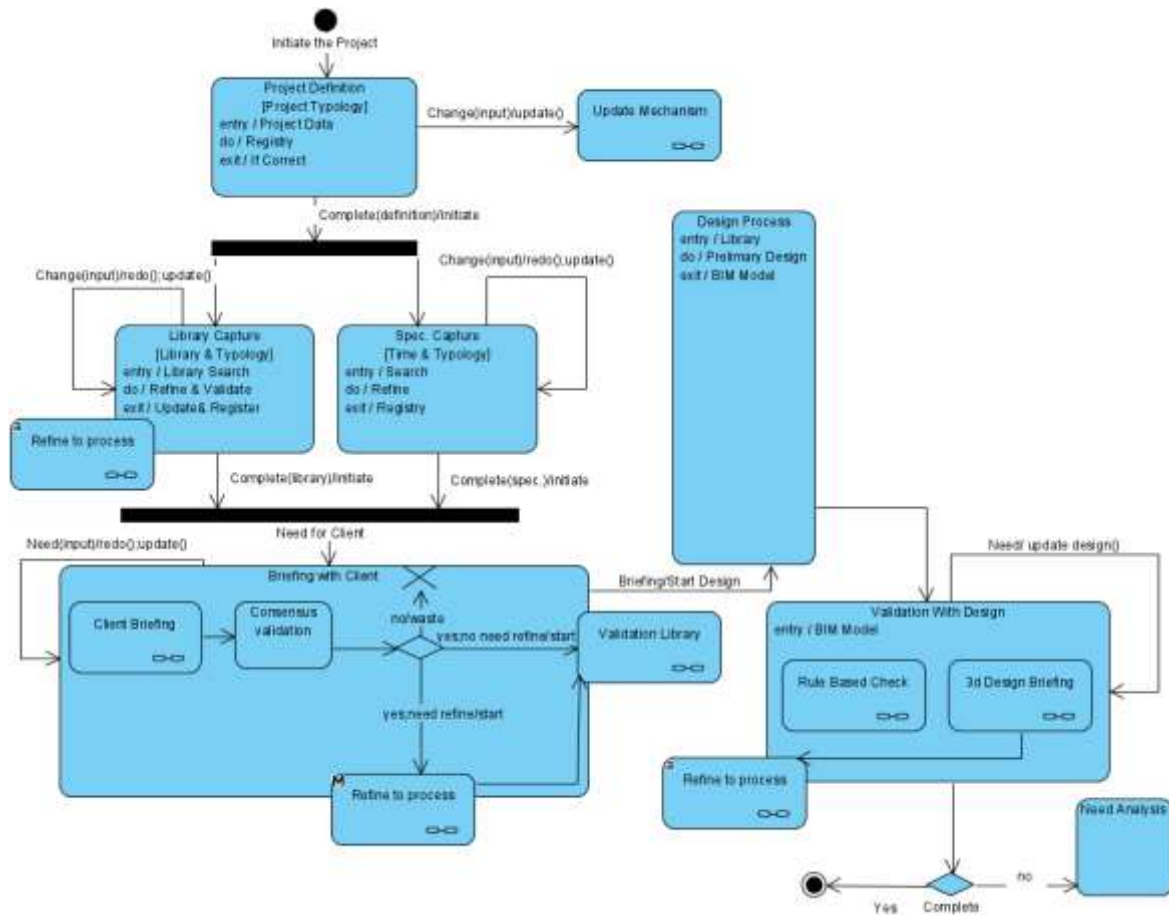 Initiate the Project
Project Definition
[Project Typology]
entry / Project Data
do / Registry
exit / If Correct
Change(input)/update()
Update Mechanism
Complete(definition)/Initiate
Change(input)/redo();update()
Change(input)/redo();update()
Library Capture
[Library & Typology]
entry / Library Search
do / Refine & Validate
exit / Update& Register
Refine to process
Spec. Capture
[Time & Typology]
entry / Search
do / Refine
exit / Registry
Complete(library)/Initiate
Complete(spec.)/Initiate
Design Process
entry / Library
do / Prelimary Design
exit / BIM Model
Need for Client
Need(input)/redo();update()
Briefing with Client
Client Briefing
Consensus
validation
no/waste
yes;no need refine/start
yes;need refine/start
Validation Library
M
Refine to process
Briefing/Start Design
Need/ update design()
Validation With Design
entry / BIM Model
Rule Based Check
3d Design Briefing
Refine to process
Need Analysis
Yes
Complete
no